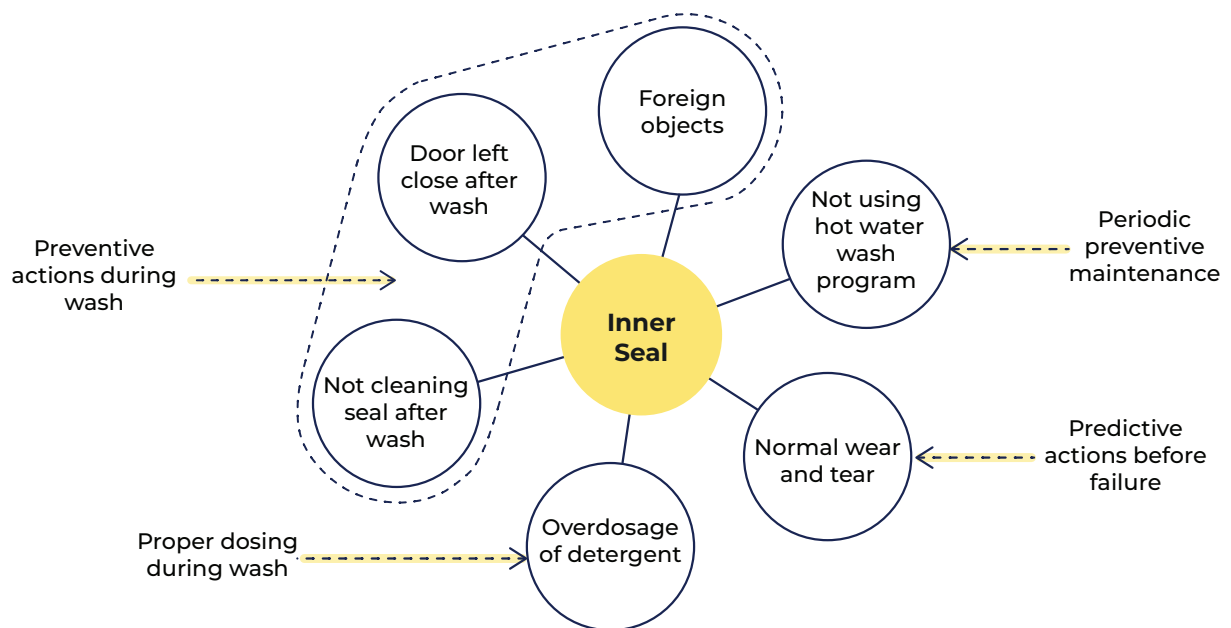 Foreign
objects
Door left
close after
wash
Not using
hot water
wash
program
Periodic
preventive
maintenance
Preventive
actions during
wash
Inner
Seal
Not cleaning
seal after
wash
Normal wear
and tear
Predictive
actions before
failure
Overdosage
of detergent
Proper dosing
during wash